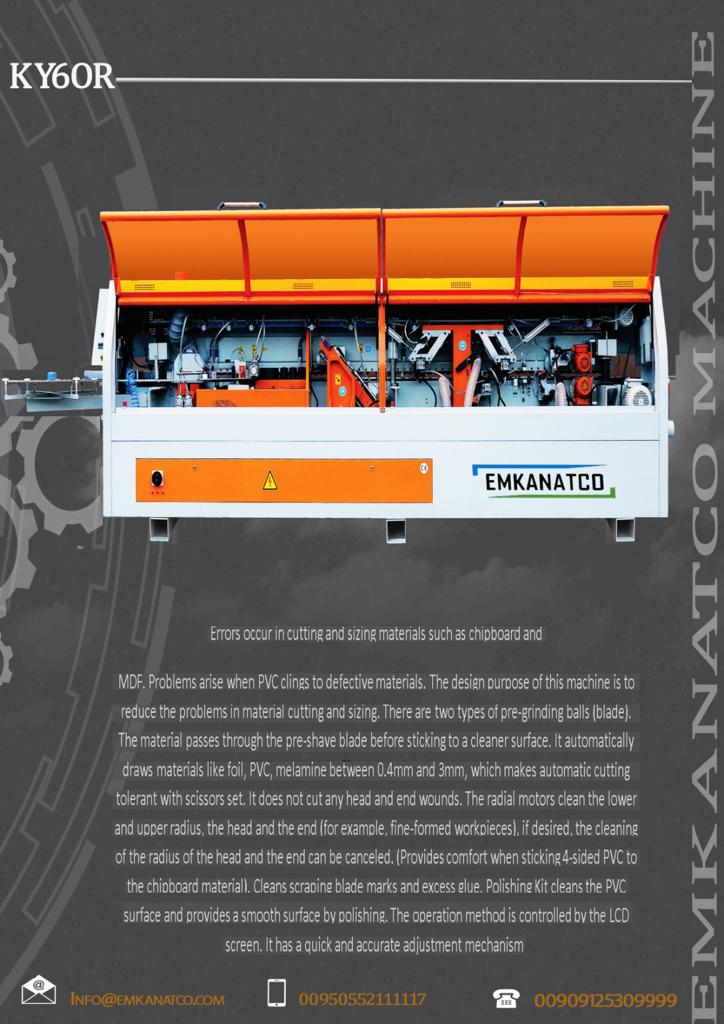 KY60R
EMKANATCO MACHINE
EMKANATCO
Errors occur in cutting and sizing materials such as chipboard and
MDF. Problems arise when PVC clings to defective materials. The design purpose of this machine is to
reduce the problems in material cutting and sizing. There are two types of pre-grinding balls (blade).
The material passes through the pre-shave blade before sticking to a cleaner surface. It automatically
draws materials like foil, PVC, melamine between 0.4mm and 3mm, which makes automatic cutting
tolerant with scissors set. It does not cut any head and end wounds. The radial motors clean the lower
and upper radius, the head and the end (for example, fine-formed workpieces), if desired, the cleaning
of the radius of the head and the end can be canceled. (Provides comfort when sticking 4-sided PVC to
the chipboard material). Cleans scraping blade marks and excess glue. Polishing Kit cleans the PVC
surface and provides a smooth surface by polishing. The operation method is controlled by the LCD
screen. It has a quick and accurate adjustment mechanism
INFO@EMKANATCO.COM
00950552111117
00909125309999